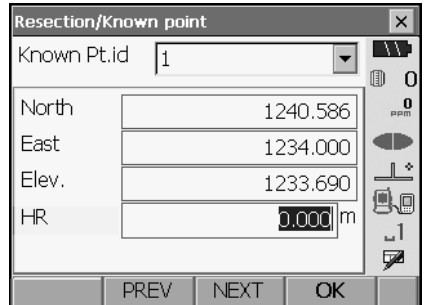 Resection/Known point
Known Pt.id 1
0
0
ppm
North 1240.586
East 1234.000
Elev. 1233.690
HR 0.000 m
1
PREV NEXT OK